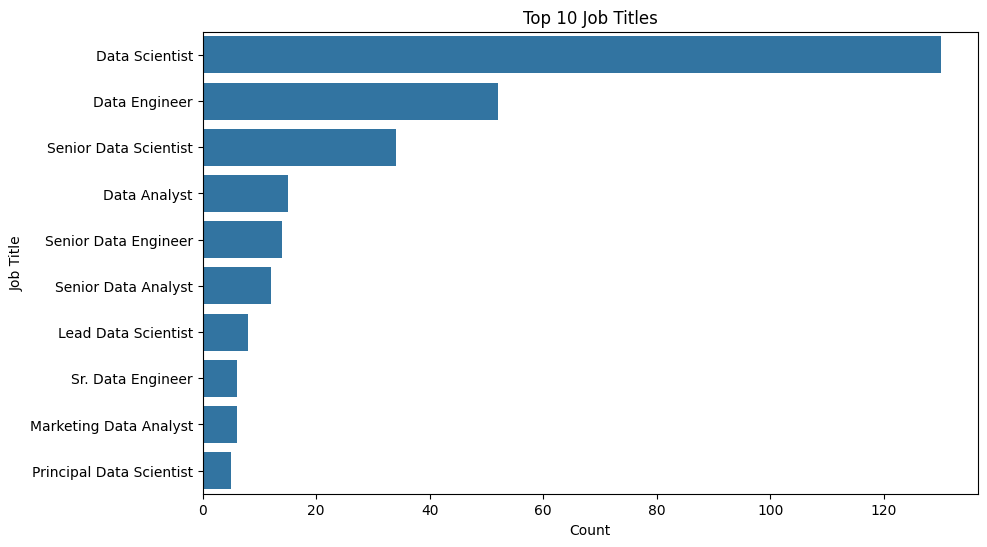 Top 10 Job Titles
Job Title
Data Scientist
Data Engineer
Senior Data Scientist
Data Analyst
Senior Data Engineer
Senior Data Analyst
Lead Data Scientist
Sr. Data Engineer
Marketing Data Analyst
Principal Data Scientist
0 20 40 60 80 100 120
Count